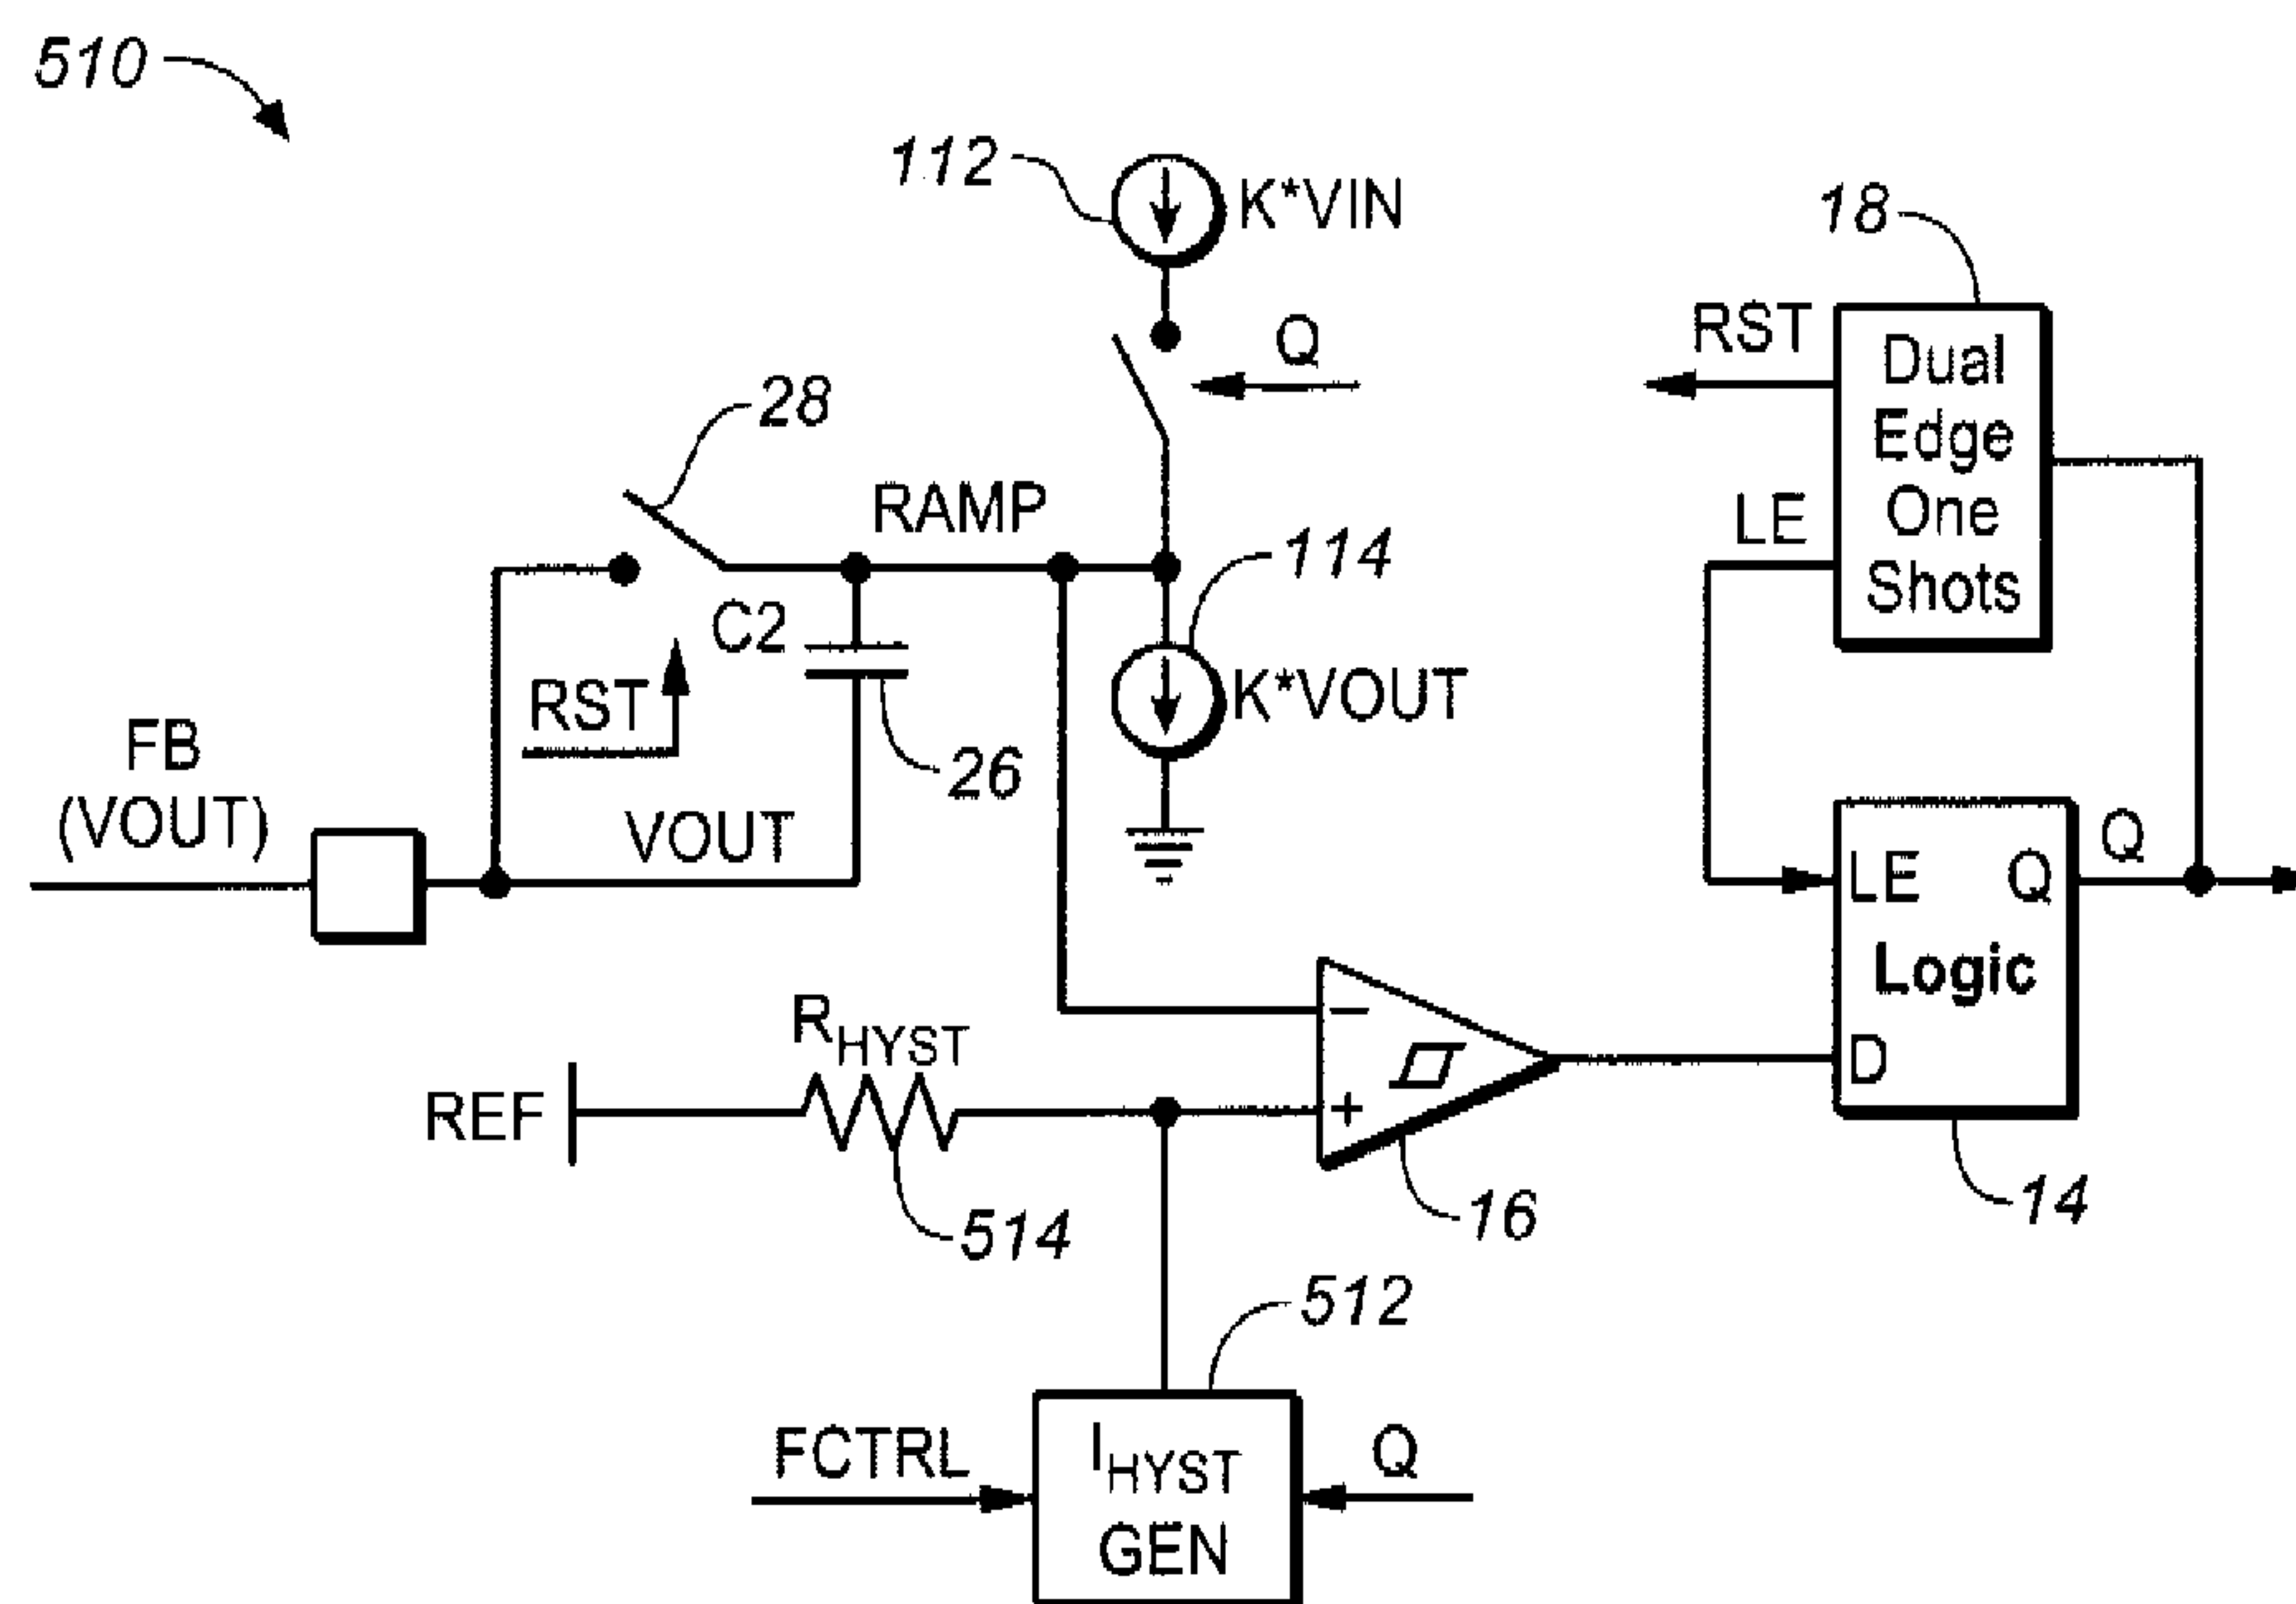 510
112
K*VIN
18
RST
Dual
Edge
One
Shots
LE
Q
28
RAMP
114
C2
RST
K*VOUT
26
FB
(VOUT)
VOUT
LE
Q
Q
Logic
D
RHYST
REF
16
14
514
512
FCTRL
IHYST
GEN
Q